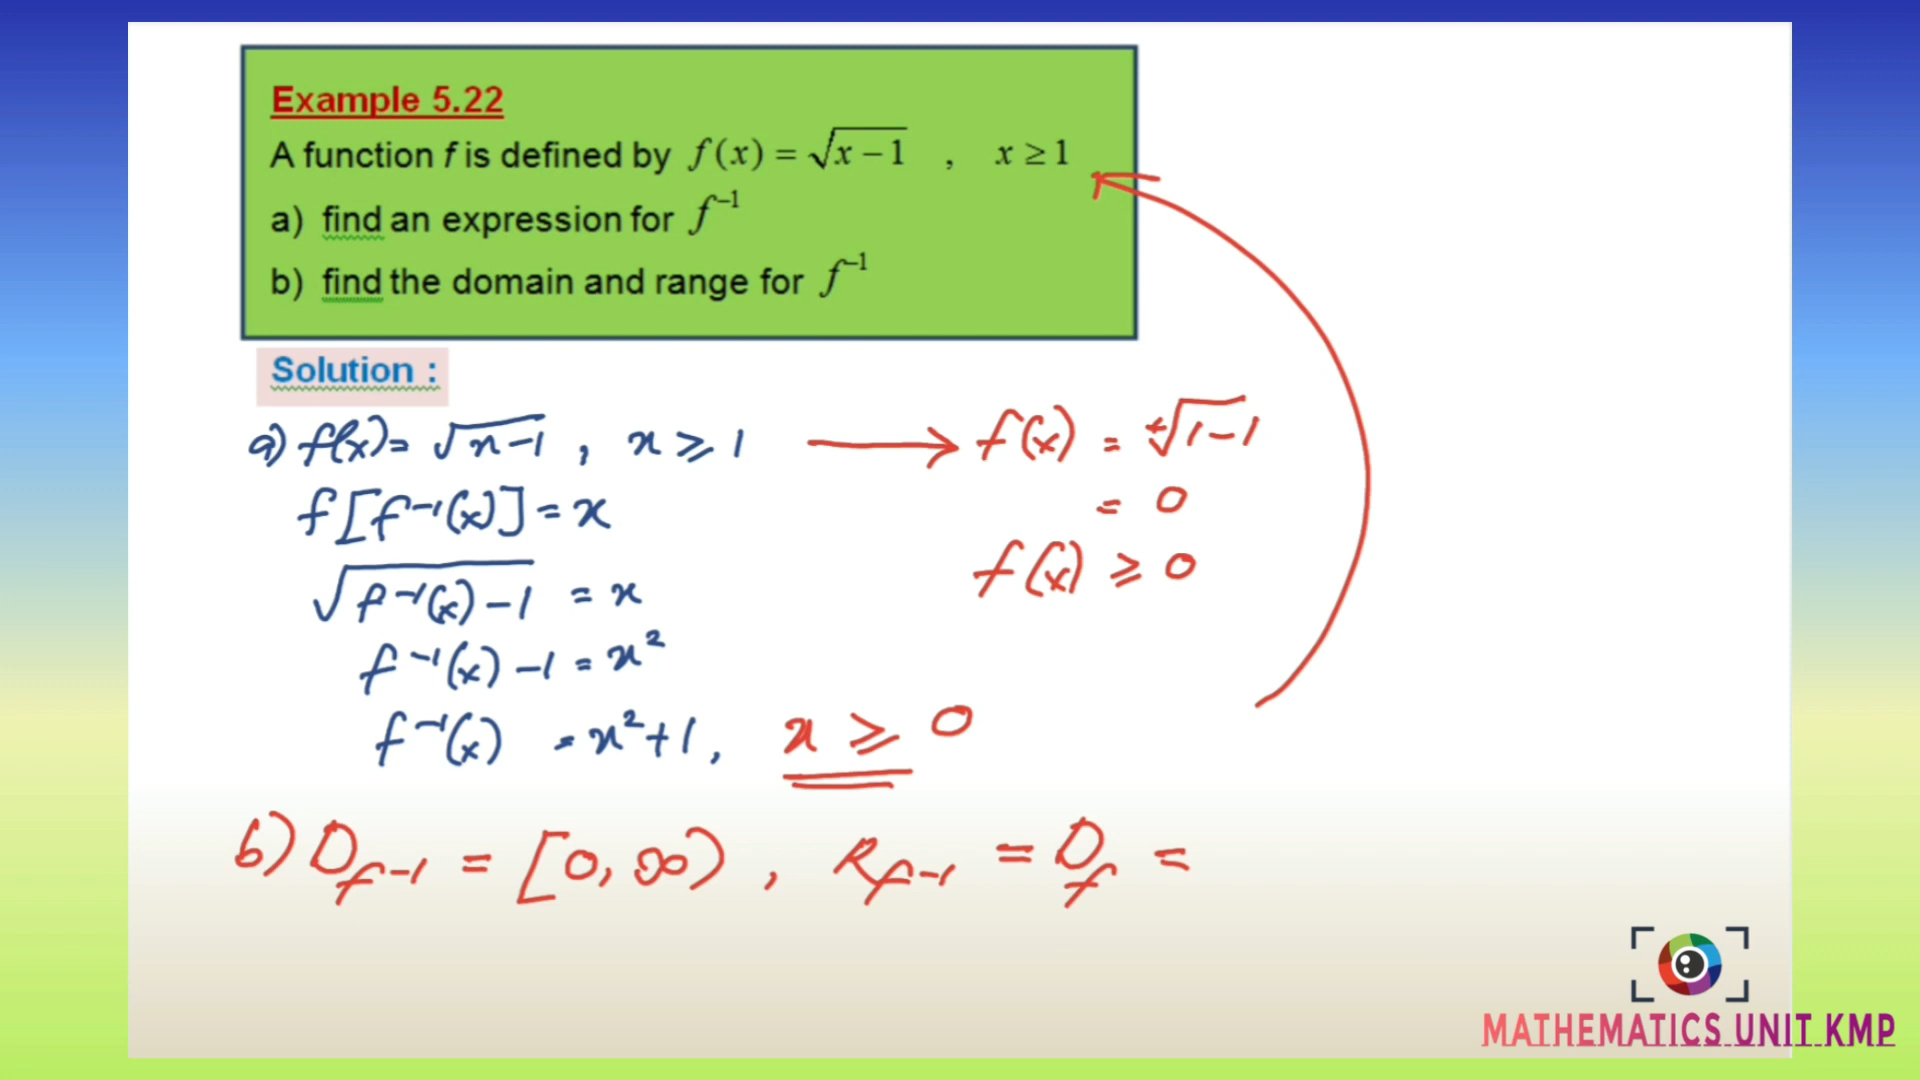 Example 5.22
A function f is defined by f(x) = √(x−1) , x ≥ 1
a) find an expression for f⁻¹
b) find the domain and range for f⁻¹
Solution :
a) f(x) = √(x−1) , x ≥ 1 → f(x) = +√(1−1)
= 0
f[f⁻¹(x)] = x
f(x) ≥ 0
√(f⁻¹(x)−1) = x
f⁻¹(x) −1 = x²
f⁻¹(x) = x²+1, x ≥ 0
b) D_f⁻¹ = [0, ∞) , R_f⁻¹ = D_f =
MATHEMATICS UNIT KMP